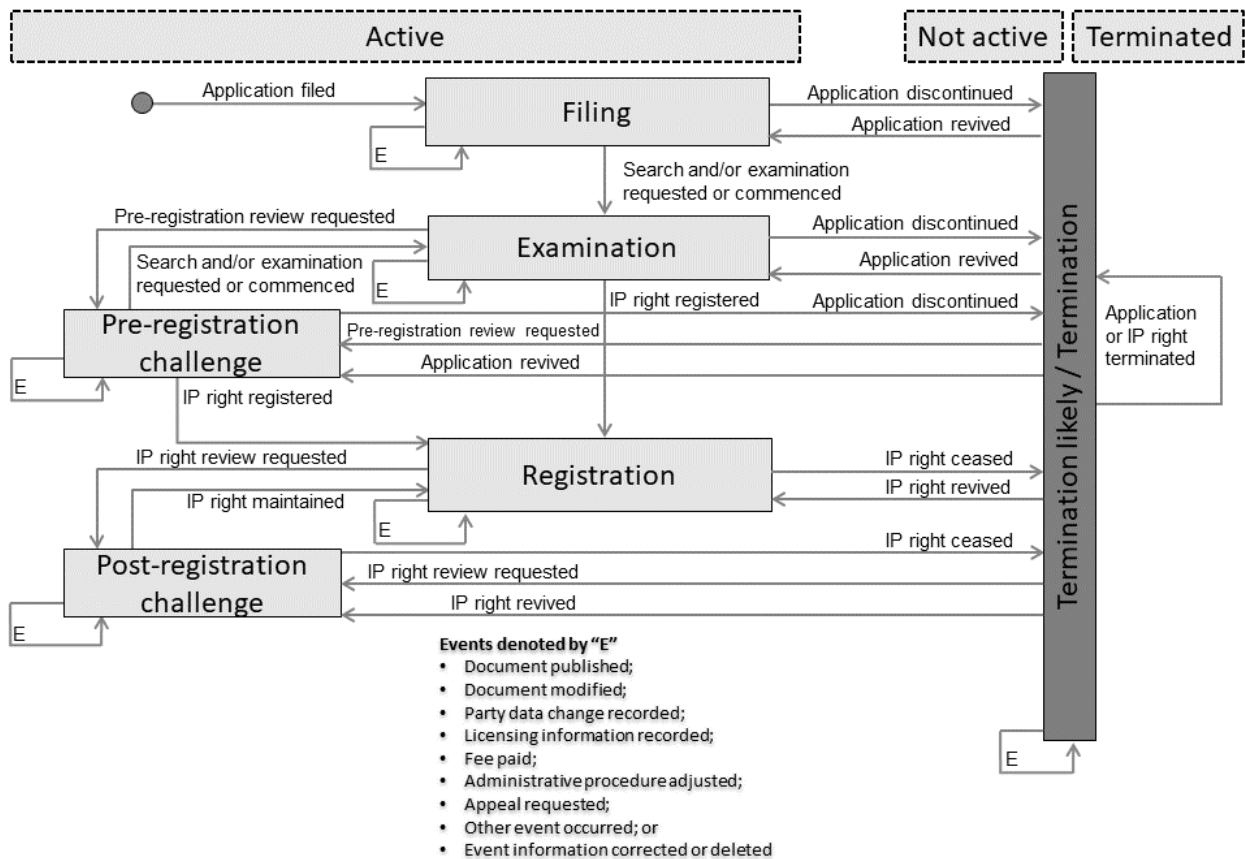 Active
Not active
Terminated
Application filed
Filing
Application discontinued
Application revived
E
Search and/or examination
requested or commenced
Pre-registration review requested
Examination
Application discontinued
Application revived
E
Search and/or examination
requested or commenced
IP right registered
Application discontinued
Pre-registration
challenge
Pre-registration review requested
Application revived
E
Application
or IP right
terminated
Termination likely / Termination
IP right registered
IP right review requested
Registration
IP right ceased
IP right revived
IP right maintained
E
IP right ceased
Post-registration
challenge
IP right review requested
IP right revived
E
Events denoted by “E”
• Document published;
• Document modified;
• Party data change recorded;
• Licensing information recorded;
• Fee paid;
• Administrative procedure adjusted;
• Appeal requested;
• Other event occurred; or
• Event information corrected or deleted
E